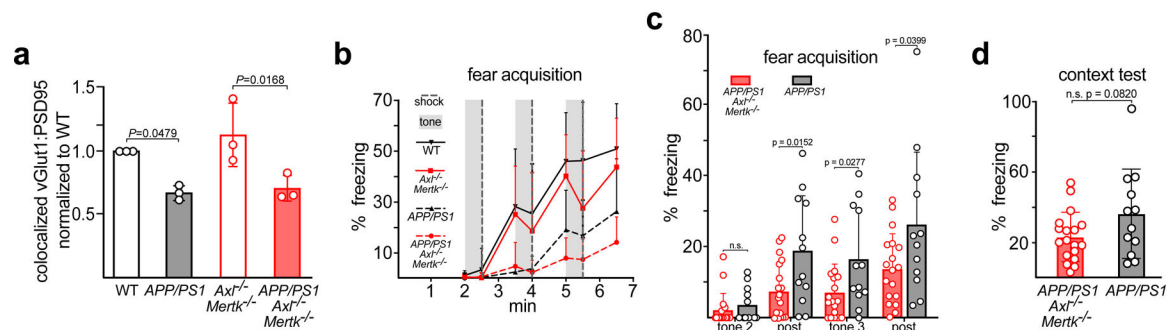 a
colocalized vGlut1:PSD95
normalized to WT
1.5
1.0
0.5
P=0.0479
P=0.0168
WT
APP/PS1
Axl-/-
Mertk-/-
APP/PS1
Axl-/-
Mertk-/-
b
fear acquisition
% freezing
70
50
30
10
0
shock
tone
WT
Axl-/-
Mertk-/-
APP/PS1
APP/PS1
Axl-/-
Mertk-/-
1 2 3 4 5 6 7
min
c
fear acquisition
% freezing
80
60
40
20
0
APP/PS1
Axl-/-
Mertk-/-
APP/PS1
n.s.
p = 0.0152
p = 0.0277
p = 0.0399
tone 2
post
tone 3
post
d
context test
n.s. p = 0.0820
% freezing
100
60
20
APP/PS1
Axl-/-
Mertk-/-
APP/PS1